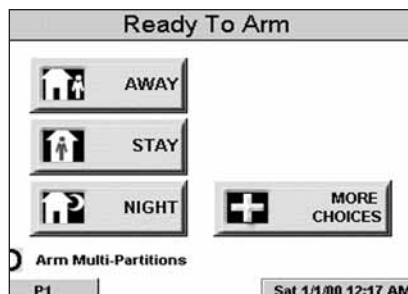 Ready To Arm
AWAY
STAY
NIGHT
MORE
CHOICES
Arm Multi-Partitions
P1
Sat 1/1/00 12:17 AM